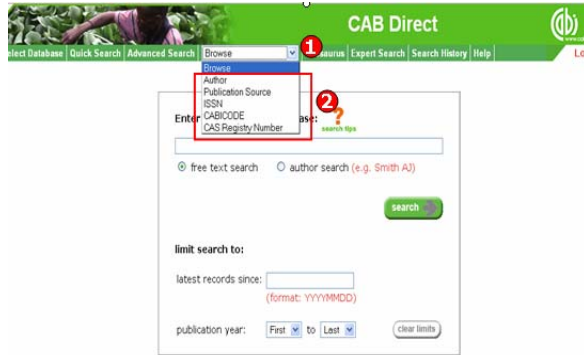 CAB Direct
elect Database | Quick Search | Advanced Search | Browse | saurus | Expert Search | Search History | Help | Lo
1
Browse
Author
Publication Source
ISSN
CABICODE
CAS Registry Number
2
Enter ase: ?
search tips
free text search author search (e.g. Smith AJ)
search
limit search to:
latest records since:
(format: YYYYMMDD)
publication year: First to Last clear limits